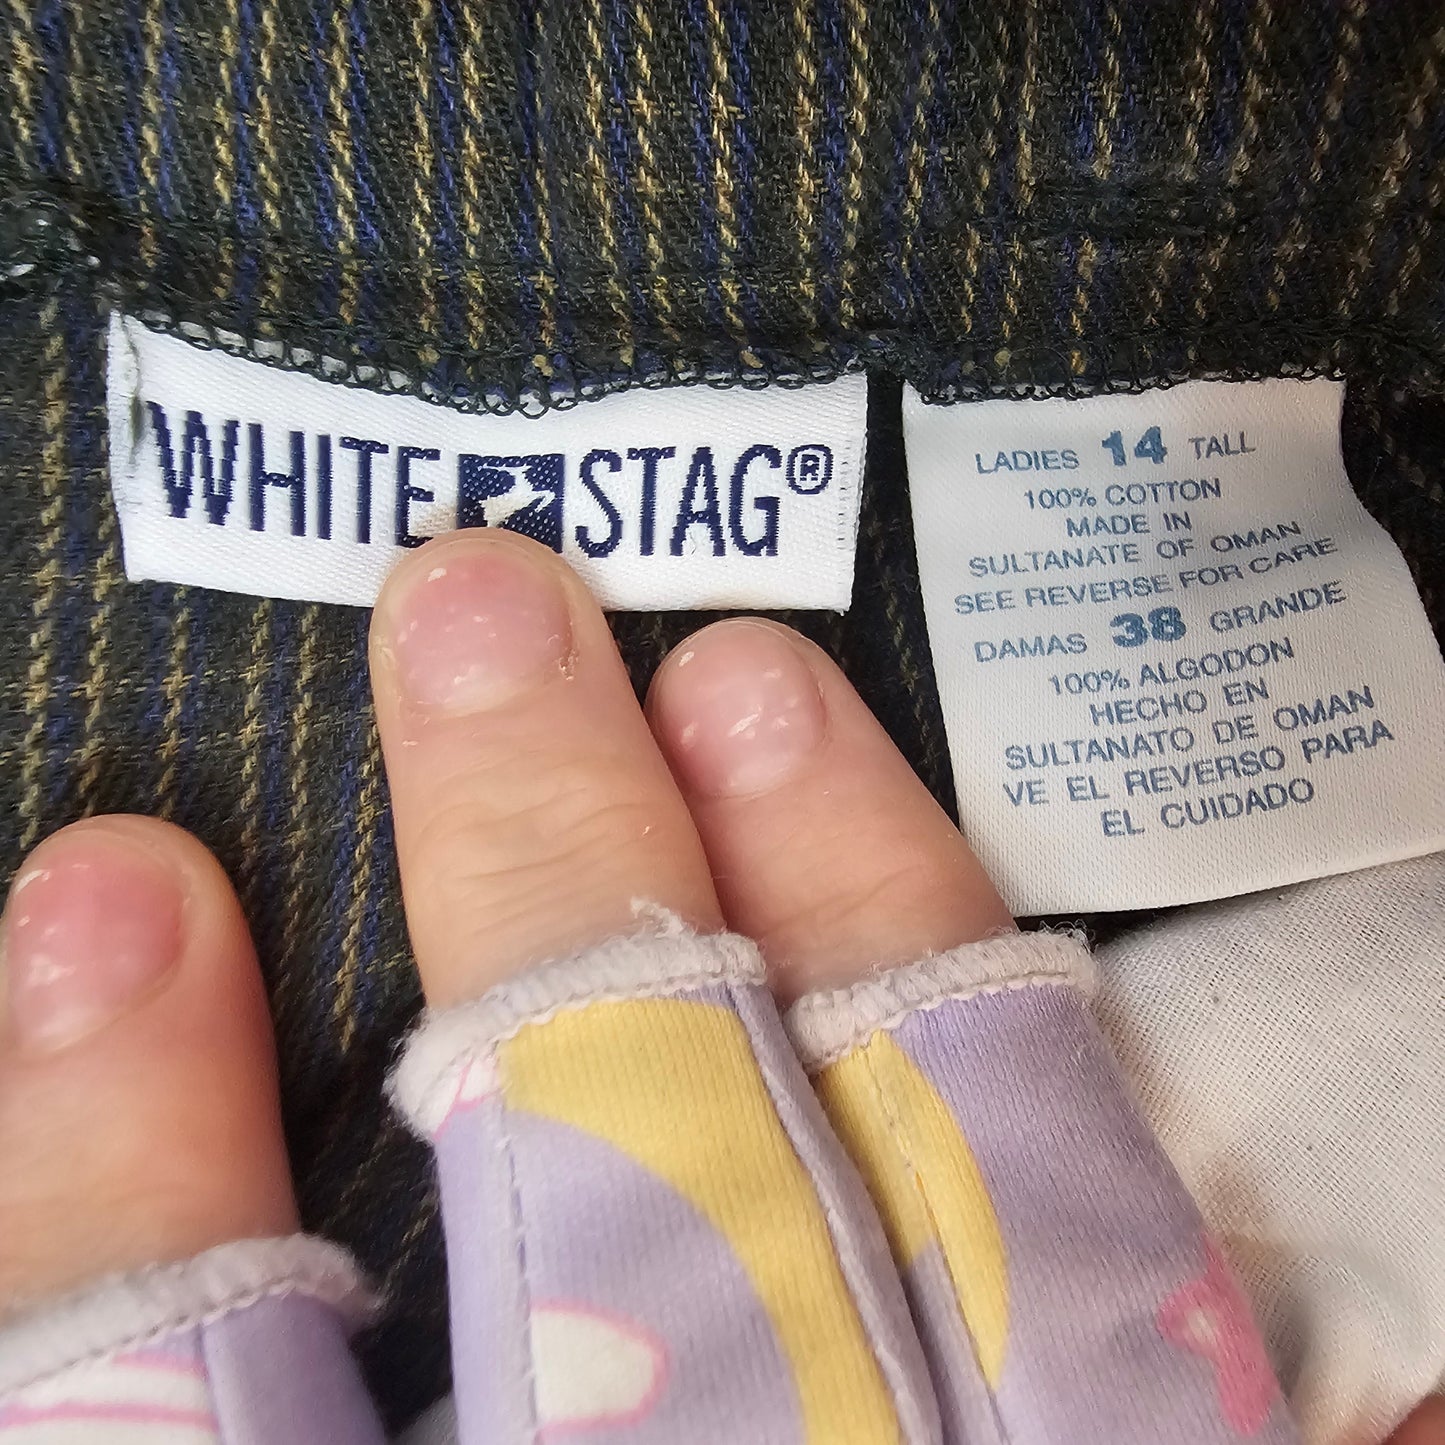 WHITE STAG®
LADIES 14 TALL
100% COTTON
MADE IN
SULTANATE OF OMAN
SEE REVERSE FOR CARE
DAMAS 38 GRANDE
100% ALGODON
HECHO EN
SULTANATO DE OMAN
VE EL REVERSO PARA
EL CUIDADO